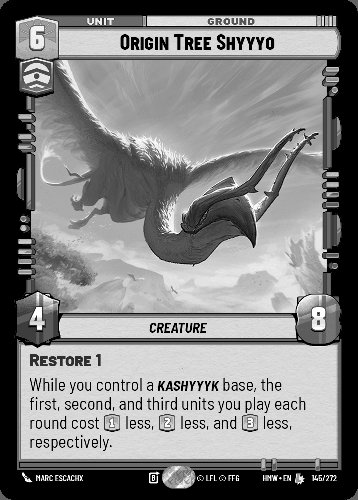 UNIT GROUND
6 ORIGIN TREE SHYYYO
4 CREATURE 8
RESTORE 1
While you control a KASHYYYK base, the
first, second, and third units you play each
round cost 1 less, 2 less, and 3 less,
respectively.
MARC ESCACHX © LFL © FFG HMW • EN 145/272